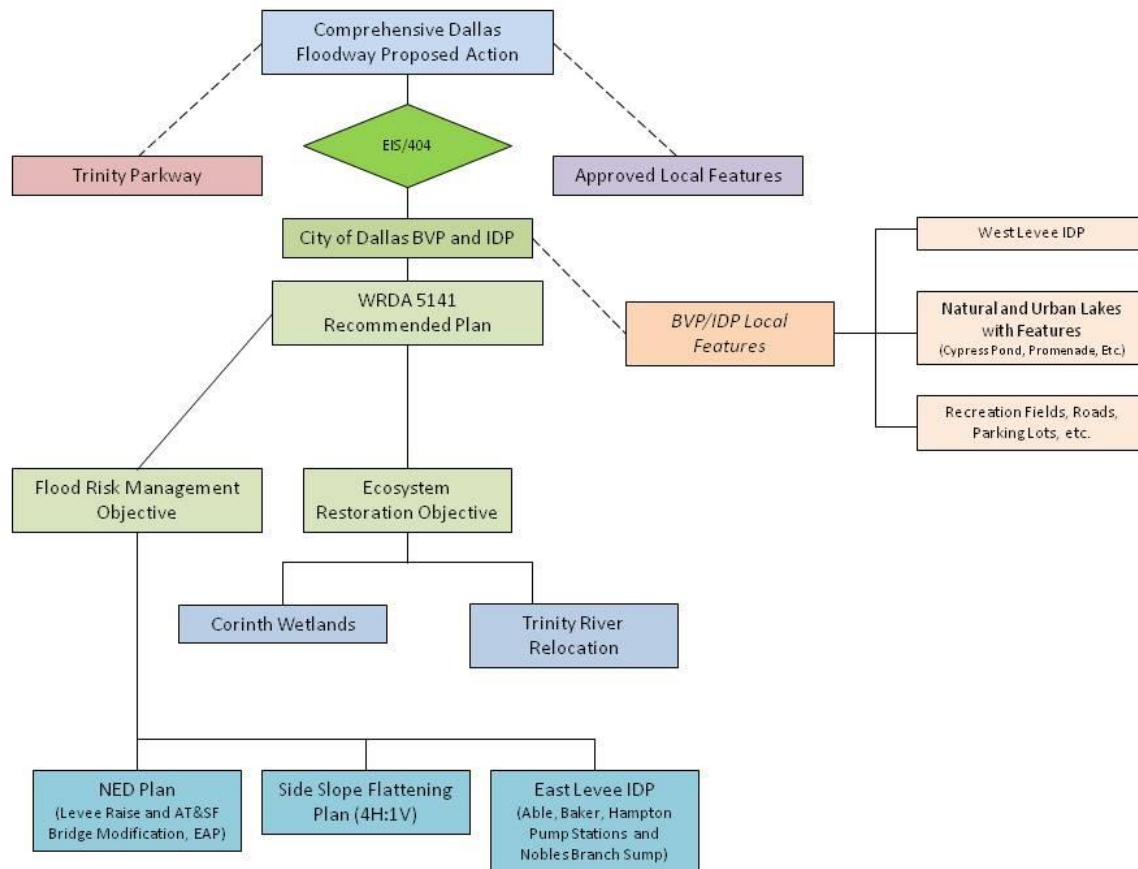 Comprehensive Dallas
Floodway Proposed Action
EIS/404
Trinity Parkway
Approved Local Features
City of Dallas BVP and IDP
WRDA 5141
Recommended Plan
BVP/IDP Local
Features
West Levee IDP
Natural and Urban Lakes
with Features
(Cypress Pond, Promenade, Etc.)
Recreation Fields, Roads,
Parking Lots, etc.
Flood Risk Management
Objective
Ecosystem
Restoration Objective
Corinth Wetlands
Trinity River
Relocation
NED Plan
(Levee Raise and AT&SF
Bridge Modification, EAP)
Side Slope Flattening
Plan (4H:1V)
East Levee IDP
(Able, Baker, Hampton
Pump Stations and
Nobles Branch Sump)